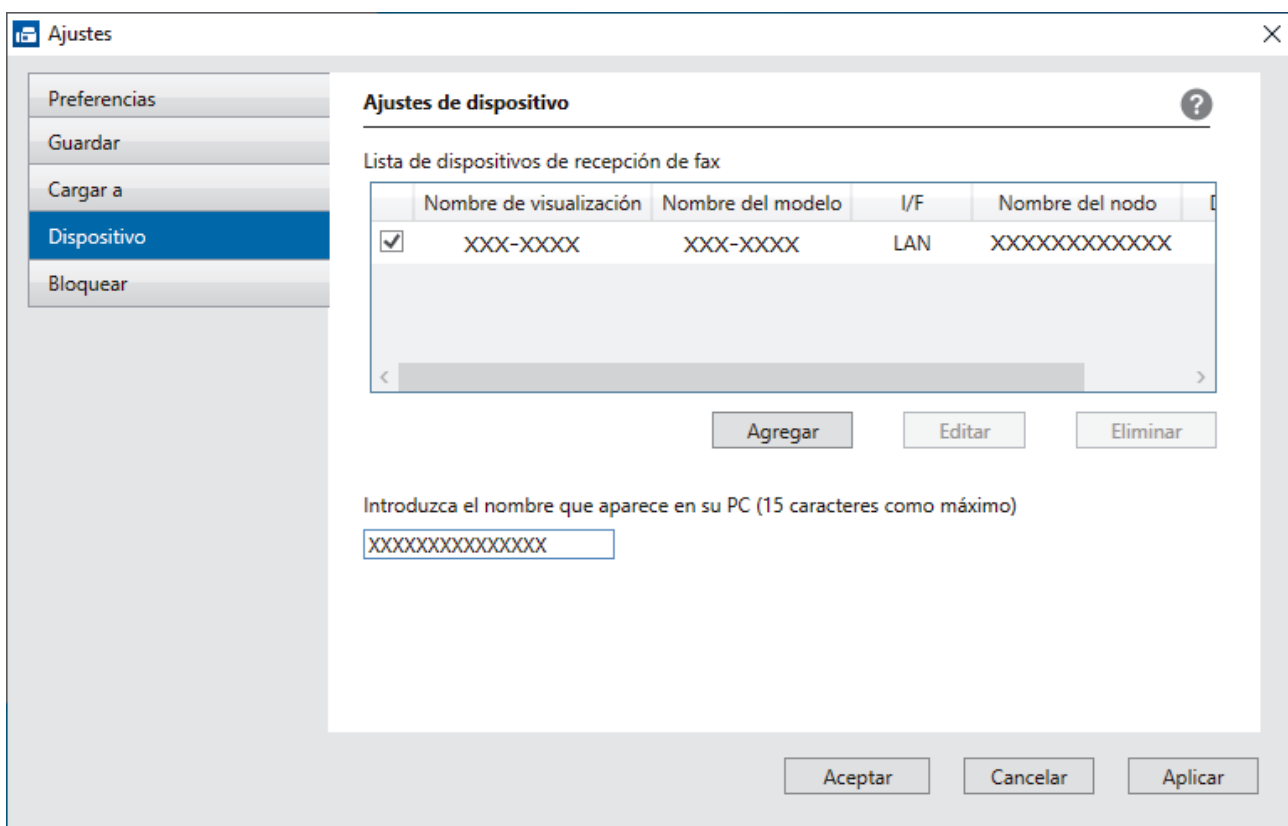 Ajustes
Preferencias
Guardar
Cargar a
Dispositivo
Bloquear
Ajustes de dispositivo
?
Lista de dispositivos de recepción de fax
Nombre de visualización Nombre del modelo I/F Nombre del nodo
XXX-XXXX XXX-XXXX LAN XXXXXXXXXXXX
Agregar Editar Eliminar
Introduzca el nombre que aparece en su PC (15 caracteres como máximo)
XXXXXXXXXXXXXXX
Aceptar Cancelar Aplicar